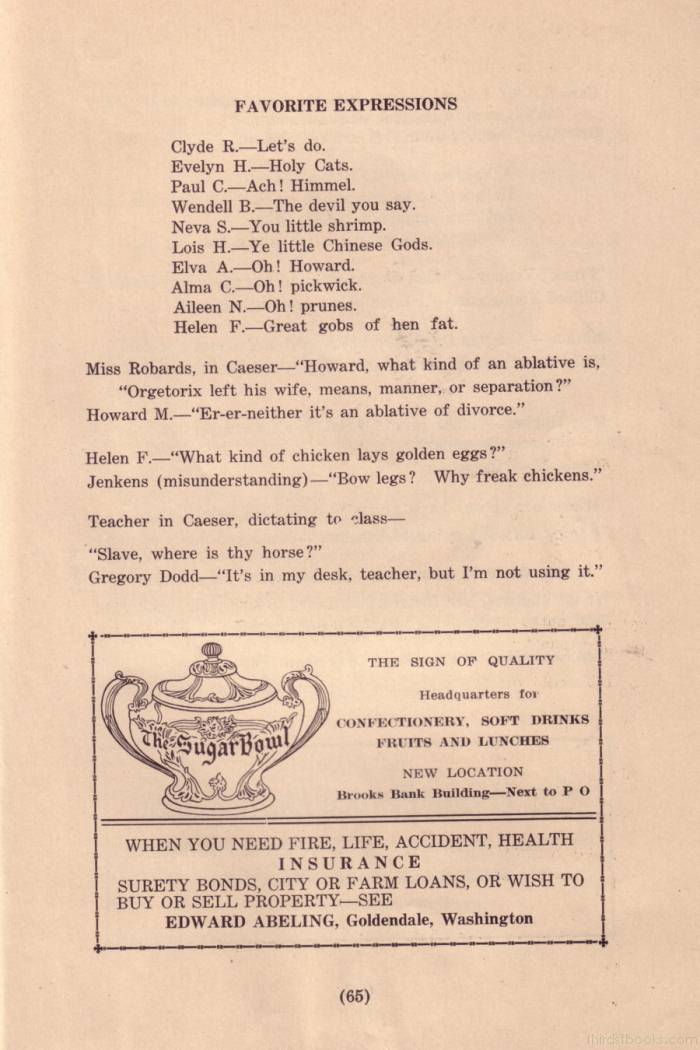 FAVORITE EXPRESSIONS
Clyde R.—Let's do.
Evelyn H.—Holy Cats.
Paul C.—Ach! Himmel.
Wendell B.—The devil you say.
Neva S.—You little shrimp.
Lois H.—Ye little Chinese Gods.
Elva A.—Oh! Howard.
Alma C.—Oh! pickwick.
Aileen N.—Oh! prunes.
Helen F.—Great gobs of hen fat.
Miss Robards, in Caeser—“Howard, what kind of an ablative is,
“Orgetorix left his wife, means, manner, or separation?”
Howard M.—“Er-er-neither it's an ablative of divorce.”
Helen F.—“What kind of chicken lays golden eggs?”
Jenkens (misunderstanding)—“Bow legs? Why freak chickens.”
Teacher in Caeser, dictating to class—
“Slave, where is thy horse?”
Gregory Dodd—“It's in my desk, teacher, but I'm not using it.”
The Sugar Bowl
THE SIGN OF QUALITY
Headquarters for
CONFECTIONERY, SOFT DRINKS
FRUITS AND LUNCHES
NEW LOCATION
Brooks Bank Building—Next to P O
WHEN YOU NEED FIRE, LIFE, ACCIDENT, HEALTH
INSURANCE
SURETY BONDS, CITY OR FARM LOANS, OR WISH TO
BUY OR SELL PROPERTY—SEE
EDWARD ABELING, Goldendale, Washington
(65)
thirdstbooks.com